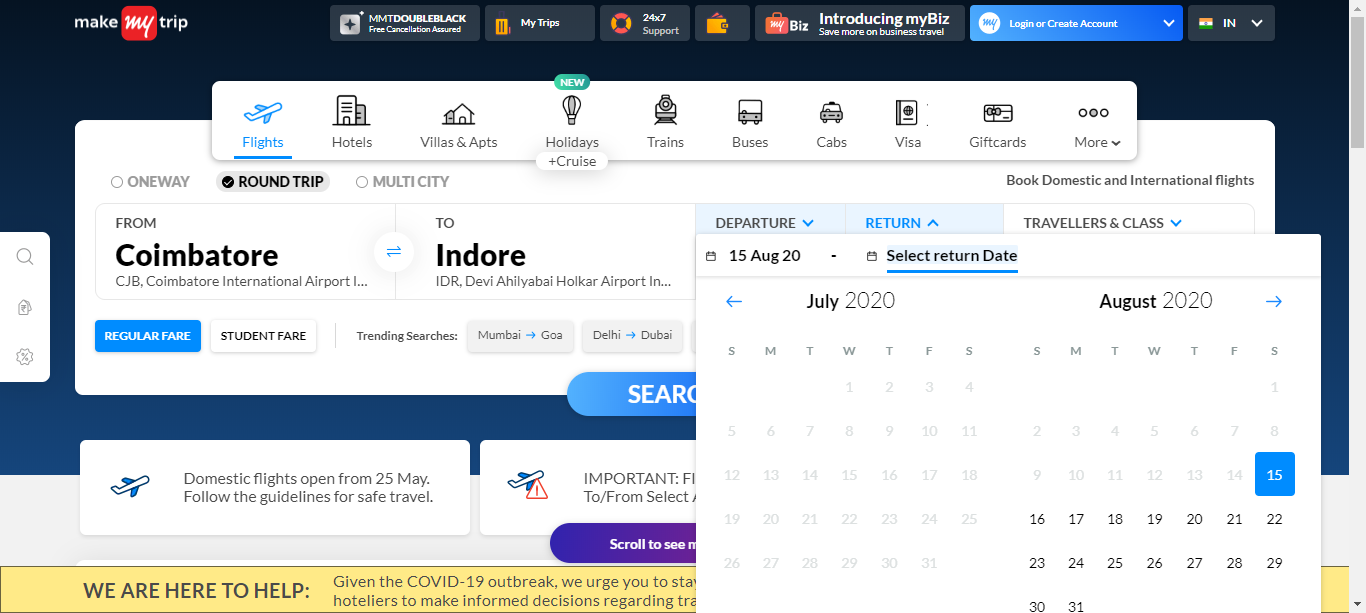 make my trip
MMTDOUBLEBLACK
Free Cancellation Assured
My Trips
24x7
Support
my Biz
Introducing myBiz
Save more on business travel
my
Login or Create Account
IN
NEW
Flights
Hotels
Villas & Apts
Holidays
+Cruise
Trains
Buses
Cabs
Visa
Giftcards
More
ONEWAY
ROUND TRIP
MULTI CITY
Book Domestic and International flights
FROM
Coimbatore
CJB, Coimbatore International Airport I...
TO
Indore
IDR, Devi Ahilyabai Holkar Airport In...
DEPARTURE
RETURN
TRAVELLERS & CLASS
15 Aug 20 - Select return Date
REGULAR FARE
STUDENT FARE
Trending Searches:
Mumbai → Goa
Delhi → Dubai
SEARC
July 2020
S M T W T F S
1 2 3 4
5 6 7 8 9 10 11
12 13 14 15 16 17 18
19 20 21 22 23 24 25
26 27 28 29 30 31
August 2020
S M T W T F S
1
2 3 4 5 6 7 8
9 10 11 12 13 14 15
16 17 18 19 20 21 22
23 24 25 26 27 28 29
30 31
Domestic flights open from 25 May.
Follow the guidelines for safe travel.
IMPORTANT: Fl
To/From Select
Scroll to see m
WE ARE HERE TO HELP:
Given the COVID-19 outbreak, we urge you to stay
hoteliers to make informed decisions regarding tra